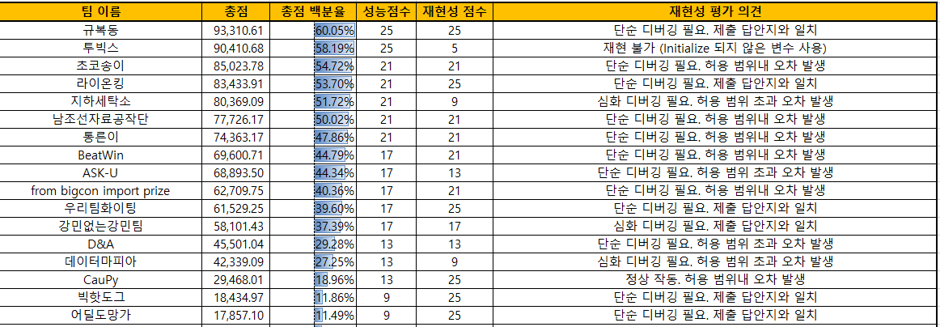 팀 이름 총점 총점 백분율 성능점수 재현성 점수 재현성 평가 의견
규복동 93,310.61 60.05% 25 25 단순 디버깅 필요. 제출 답안지와 일치
투빅스 90,410.68 58.19% 25 5 재현 불가 (Initialize 되지 않은 변수 사용)
초코송이 85,023.78 54.72% 21 21 단순 디버깅 필요. 허용 범위내 오차 발생
라이온킹 83,433.91 53.70% 21 25 단순 디버깅 필요. 제출 답안지와 일치
지하세탁소 80,369.09 51.72% 21 9 심화 디버깅 필요. 허용 범위 초과 오차 발생
남조선자료공작단 77,726.17 50.02% 21 21 단순 디버깅 필요. 허용 범위내 오차 발생
통른이 74,363.17 47.86% 21 21 단순 디버깅 필요. 허용 범위내 오차 발생
BeatWin 69,600.71 44.79% 17 21 단순 디버깅 필요. 허용 범위내 오차 발생
ASK-U 68,893.50 44.34% 17 13 단순 디버깅 필요. 허용 범위 초과 오차 발생
from bigcon import prize 62,709.75 40.36% 17 21 단순 디버깅 필요. 허용 범위내 오차 발생
우리팀화이팅 61,529.25 39.60% 17 25 단순 디버깅 필요. 제출 답안지와 일치
강민없는강민팀 58,101.43 37.39% 17 17 심화 디버깅 필요. 제출 답안지와 일치
D&A 45,501.04 29.28% 13 13 단순 디버깅 필요. 허용 범위 초과 오차 발생
데이터마피아 42,339.09 27.25% 13 9 심화 디버깅 필요. 허용 범위 초과 오차 발생
CauPy 29,468.01 18.96% 13 25 정상 작동. 허용 범위내 오차 발생
빅핫도그 18,434.97 11.86% 9 25 단순 디버깅 필요. 제출 답안지와 일치
어딜도망가 17,857.10 11.49% 9 25 단순 디버깅 필요. 제출 답안지와 일치